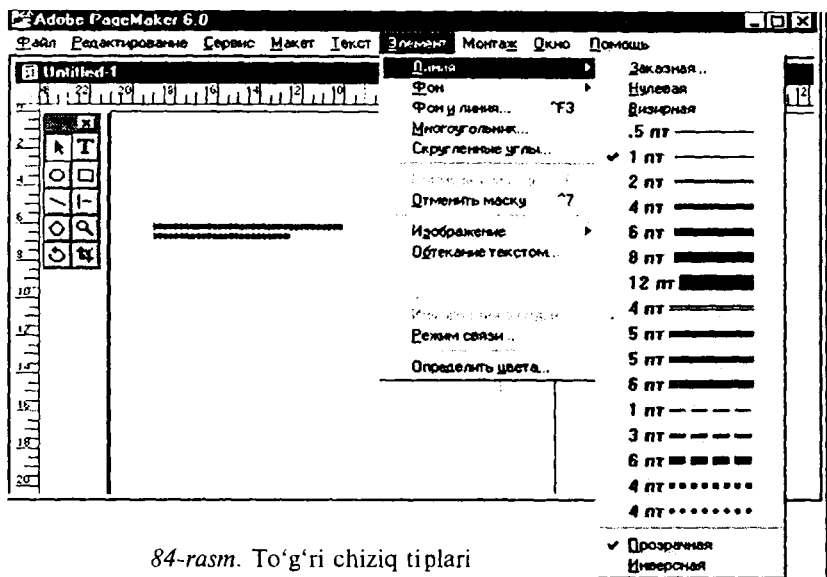 Adobe PageMaker 6.0
Файл Редактирование Сервис Макет Текст Элемент Монтаж Окно Помощь
Untitled-1
Линия
Фон
Фон и линия... ^F3
Многоугольник...
Скругленные углы...
Отменить маску ^7
Изображение
Обтекание текстом...
Режим связи...
Определить цвета...
Заказная...
Нулевая
Визирная
.5 пт
✓ 1 пт
2 пт
4 пт
6 пт
8 пт
12 пт
4 пт
5 пт
5 пт
6 пт
1 пт
3 пт
6 пт
4 пт
4 пт
✓ Прозрачная
Инверсная
84-rasm. To‘g‘ri chiziq tiplari